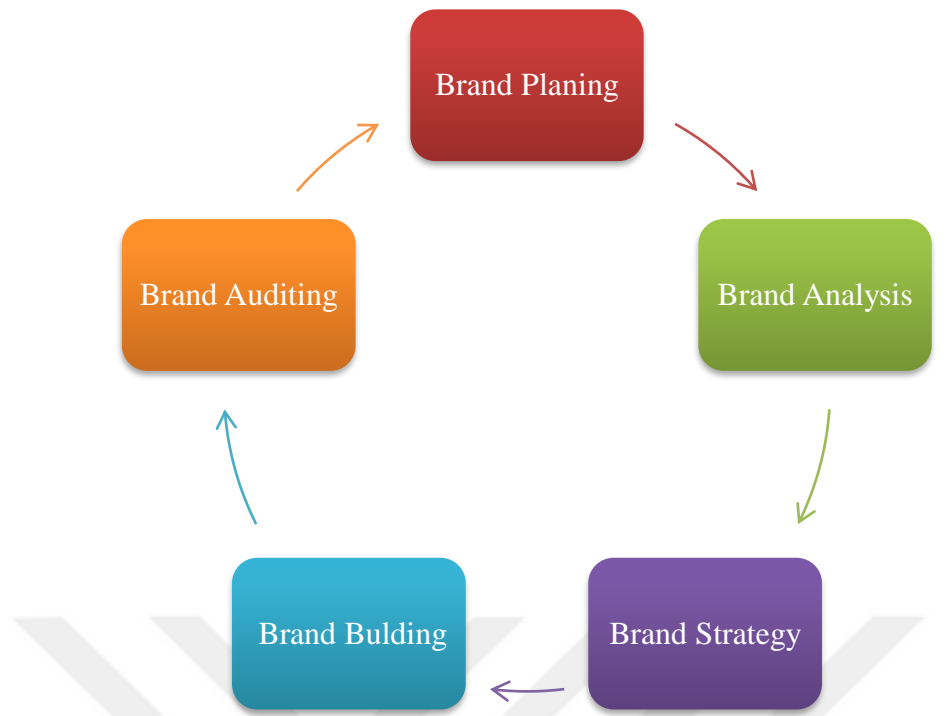 Brand Planing
Brand Analysis
Brand Strategy
Brand Bulding
Brand Auditing